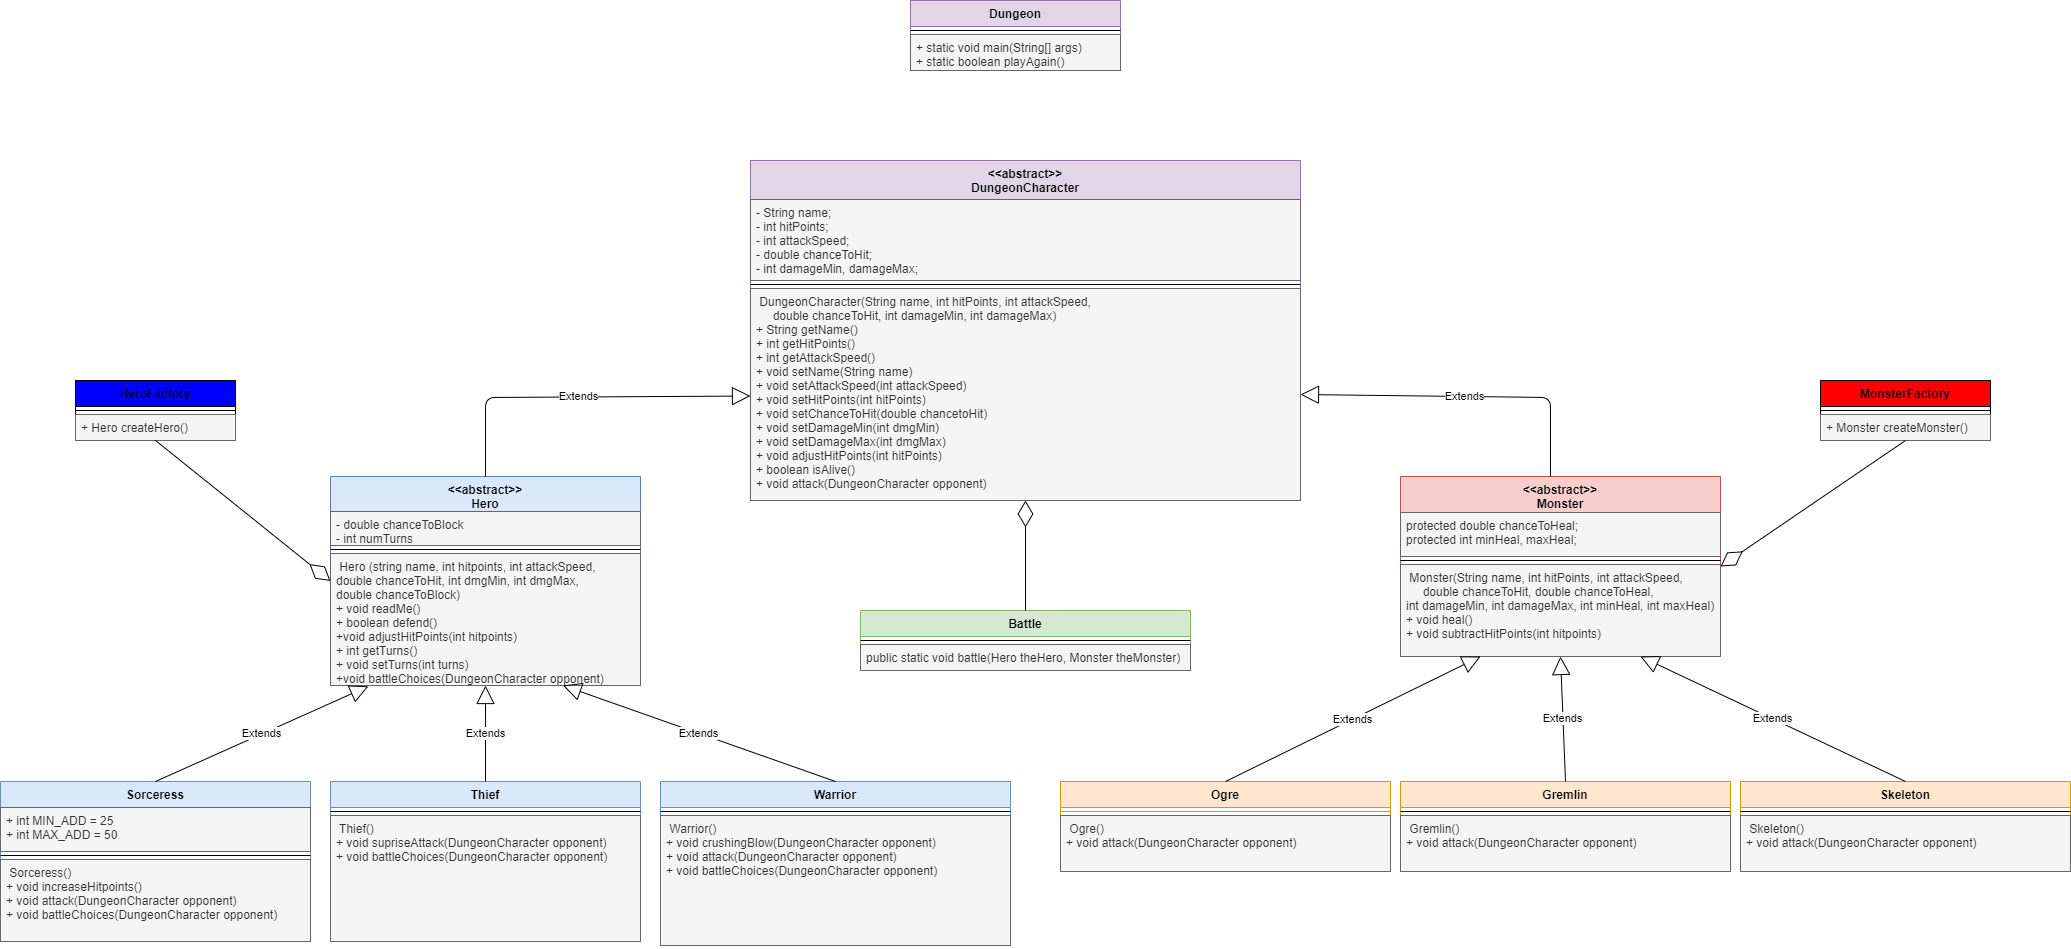 Dungeon
+ static void main(String[] args)
+ static boolean playAgain()
<<abstract>>
DungeonCharacter
- String name;
- int hitPoints;
- int attackSpeed;
- double chanceToHit;
- int damageMin, damageMax;
DungeonCharacter(String name, int hitPoints, int attackSpeed,
double chanceToHit, int damageMin, int damageMax)
+ String getName()
+ int getHitPoints()
+ int getAttackSpeed()
+ void setName(String name)
+ void setAttackSpeed(int attackSpeed)
+ void setHitPoints(int hitPoints)
+ void setChanceToHit(double chancetoHit)
+ void setDamageMin(int dmgMin)
+ void setDamageMax(int dmgMax)
+ void adjustHitPoints(int hitPoints)
+ boolean isAlive()
+ void attack(DungeonCharacter opponent)
HeroFactory
+ Hero createHero()
Extends
Extends
MonsterFactory
+ Monster createMonster()
<<abstract>>
Hero
- double chanceToBlock
- int numTurns
Hero (string name, int hitpoints, int attackSpeed,
double chanceToHit, int dmgMin, int dmgMax,
double chanceToBlock)
+ void readMe()
+ boolean defend()
+void adjustHitPoints(int hitpoints)
+ int getTurns()
+ void setTurns(int turns)
+void battleChoices(DungeonCharacter opponent)
Battle
public static void battle(Hero theHero, Monster theMonster)
<<abstract>>
Monster
protected double chanceToHeal;
protected int minHeal, maxHeal;
Monster(String name, int hitPoints, int attackSpeed,
double chanceToHit, double chanceToHeal,
int damageMin, int damageMax, int minHeal, int maxHeal)
+ void heal()
+ void subtractHitPoints(int hitpoints)
Extends
Extends
Extends
Extends
Extends
Extends
Sorceress
+ int MIN_ADD = 25
+ int MAX_ADD = 50
Sorceress()
+ void increaseHitpoints()
+ void attack(DungeonCharacter opponent)
+ void battleChoices(DungeonCharacter opponent)
Thief
Thief()
+ void supriseAttack(DungeonCharacter opponent)
+ void battleChoices(DungeonCharacter opponent)
Warrior
Warrior()
+ void crushingBlow(DungeonCharacter opponent)
+ void attack(DungeonCharacter opponent)
+ void battleChoices(DungeonCharacter opponent)
Ogre
Ogre()
+ void attack(DungeonCharacter opponent)
Gremlin
Gremlin()
+ void attack(DungeonCharacter opponent)
Skeleton
Skeleton()
+ void attack(DungeonCharacter opponent)